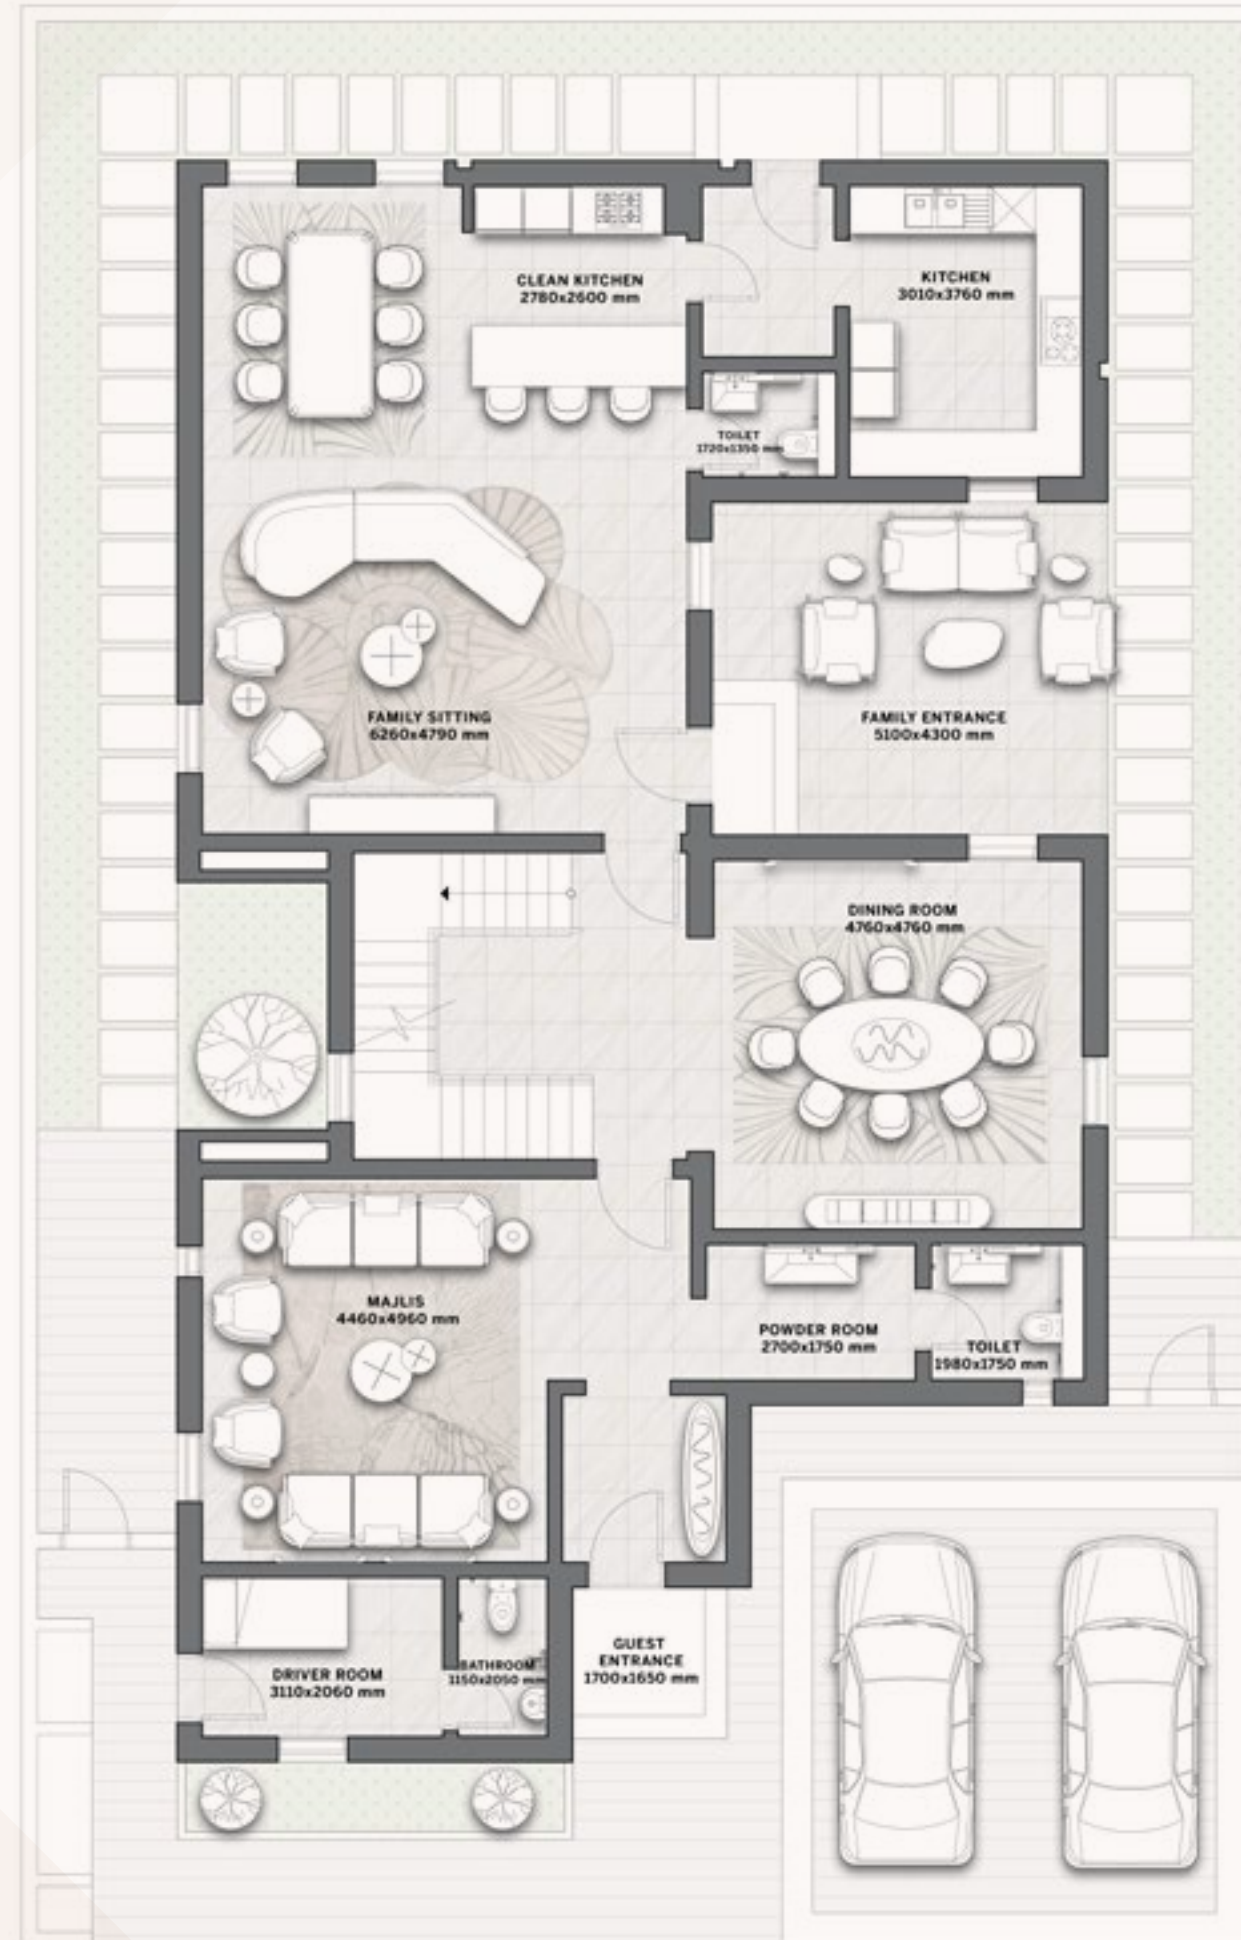 CLEAN KITCHEN
2780x2600 mm
KITCHEN
3010x3760 mm
TOILET
1720x1350 mm
FAMILY SITTING
6260x4790 mm
FAMILY ENTRANCE
5100x4300 mm
DINING ROOM
4760x4760 mm
MAJLIS
4460x4960 mm
POWDER ROOM
2700x1750 mm
TOILET
1980x1750 mm
DRIVER ROOM
3110x2060 mm
BATHROOM
1150x2050 mm
GUEST
ENTRANCE
1700x1650 mm